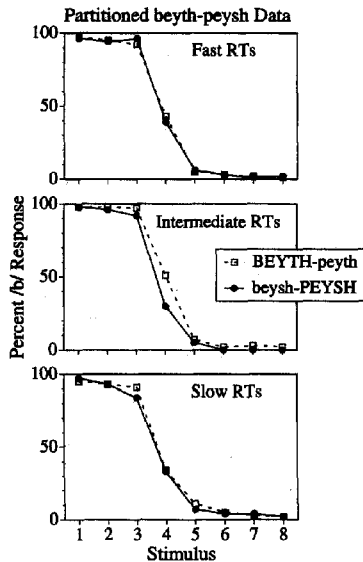 Partitioned beyth-peysh Data
100
Fast RTs
50
0
100
Intermediate RTs
BEYTH-peyth
50
beysh-PEYSH
0
100
Slow RTs
50
0
1 2 3 4 5 6 7 8
Stimulus
Percent /b/ Response